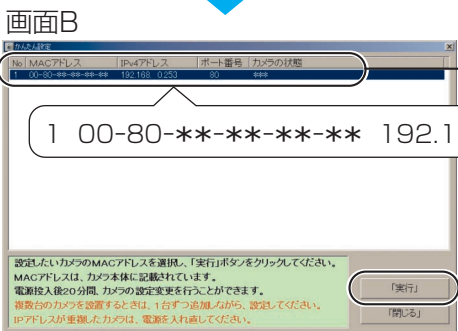 画面B
かんたん設定
No MACアドレス IPv4アドレス ポート番号 カメラの状態
1 00-80-**-**-**-** 192.168. 0.253 80 ***
1 00-80-**-**-**-** 192.1
設定したいカメラのMACアドレスを選択し、「実行」ボタンをクリックしてください。
MACアドレスは、カメラ本体に記載されています。
電源投入後20分間、カメラの設定変更を行うことができます。
複数台のカメラを設置するときは、1台ずつ追加しながら、設定してください。
IPアドレスが重複したカメラは、電源を入れ直してください。
「実行」
「閉じる」